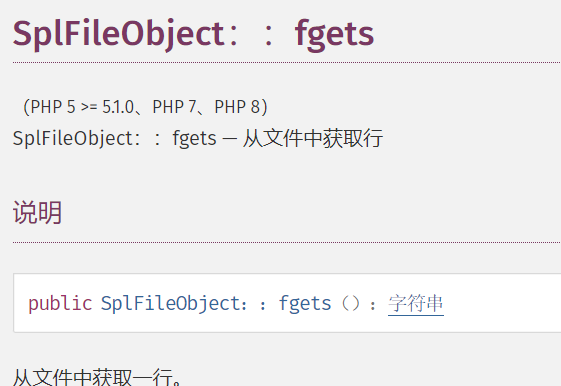 SplFileObject：：fgets
（PHP 5 >= 5.1.0、PHP 7、PHP 8）
SplFileObject：：fgets — 从文件中获取行
说明
public SplFileObject：：fgets（）：字符串
从文件中获取一行。